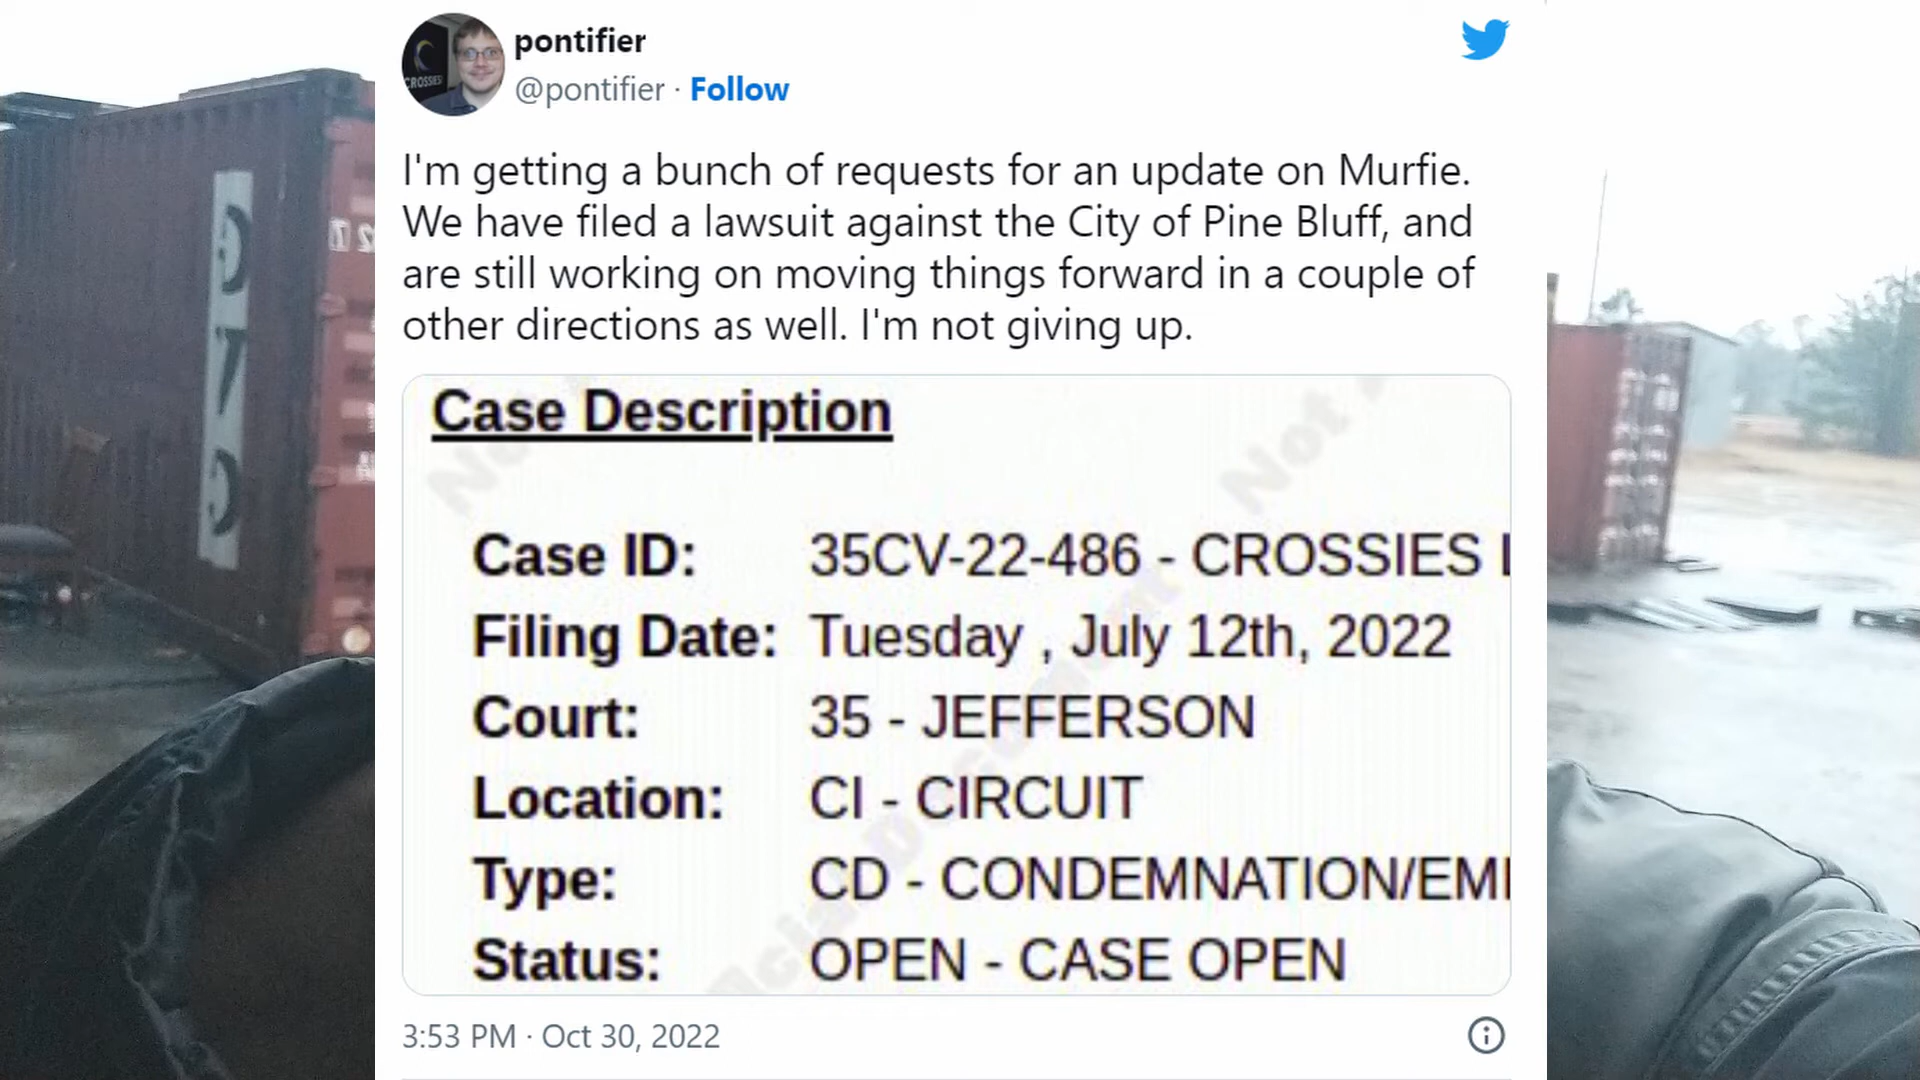 pontifier
@pontifier · Follow
I'm getting a bunch of requests for an update on Murfie.
We have filed a lawsuit against the City of Pine Bluff, and
are still working on moving things forward in a couple of
other directions as well. I'm not giving up.
Case Description
Case ID: 35CV-22-486 - CROSSIES
Filing Date: Tuesday , July 12th, 2022
Court: 35 - JEFFERSON
Location: CI - CIRCUIT
Type: CD - CONDEMNATION/EMI
Status: OPEN - CASE OPEN
3:53 PM · Oct 30, 2022
CROSSIES